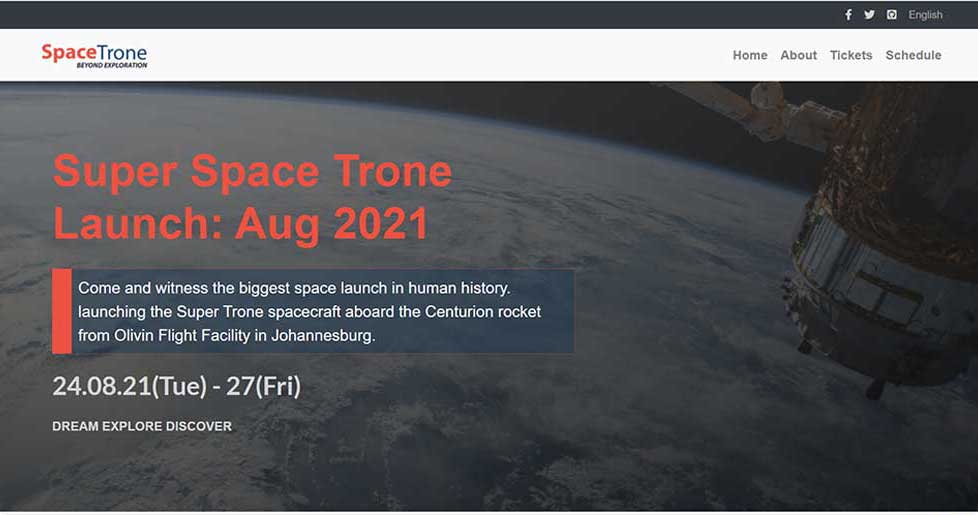 English
SpaceTrone
BEYOND EXPLORATION
Home About Tickets Schedule
Super Space Trone
Launch: Aug 2021
Come and witness the biggest space launch in human history.
launching the Super Trone spacecraft aboard the Centurion rocket
from Olivin Flight Facility in Johannesburg.
24.08.21(Tue) - 27(Fri)
DREAM EXPLORE DISCOVER